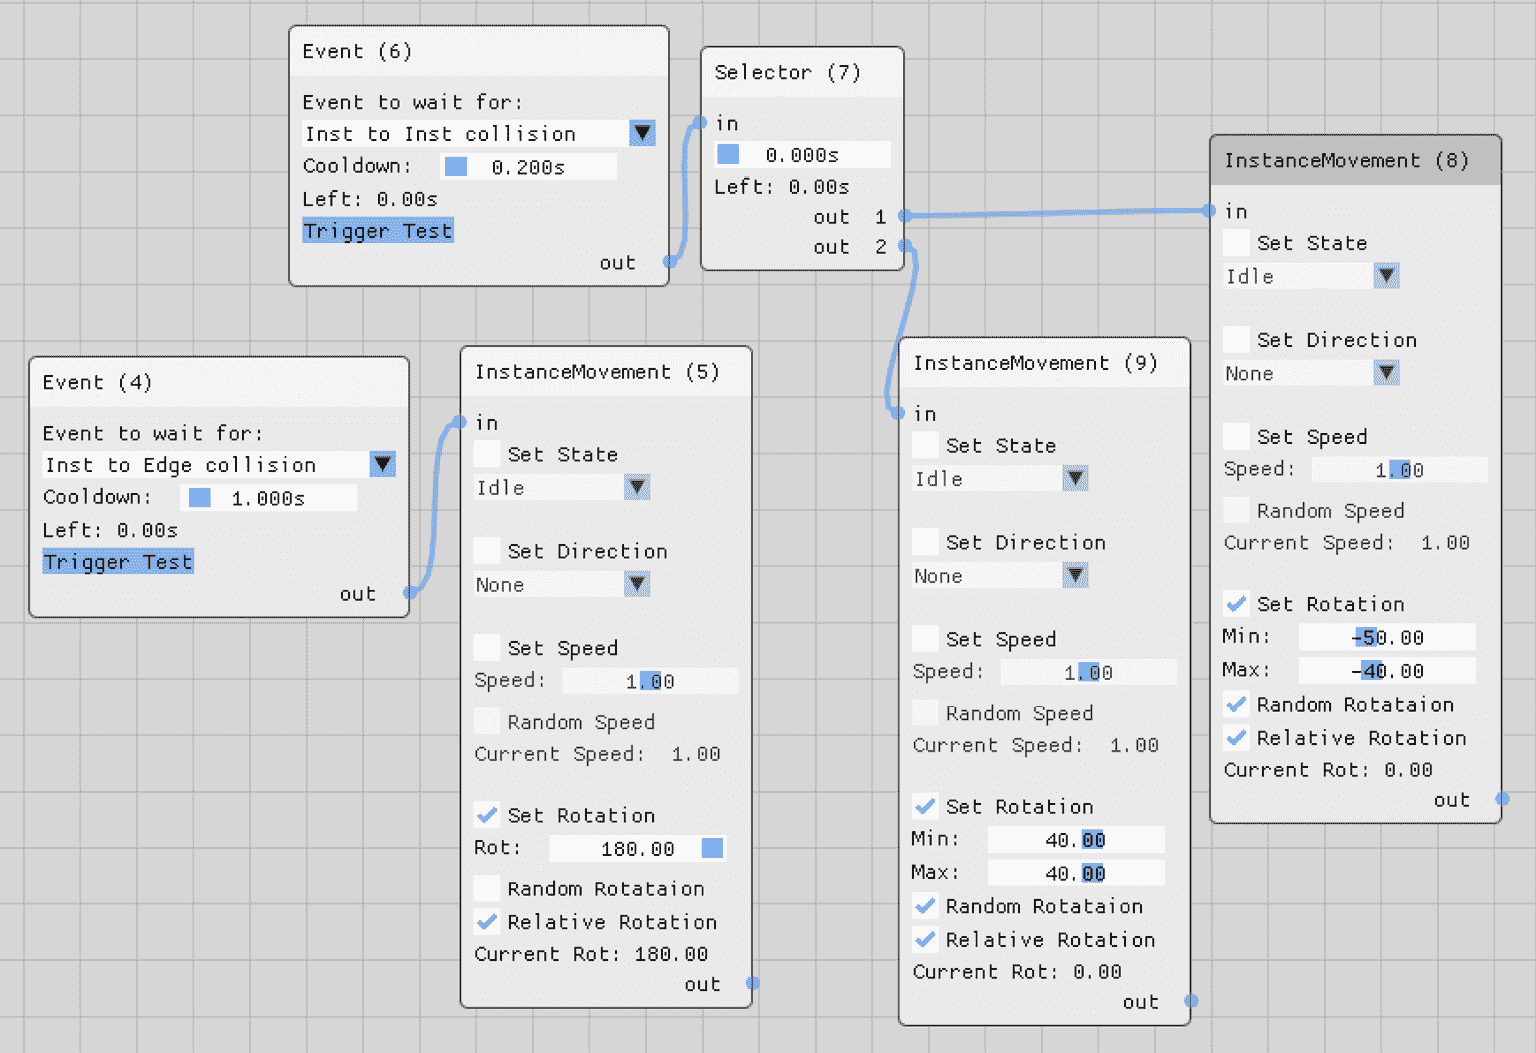 Event (6)
Event to wait for:
Inst to Inst collision
Cooldown: 0.200s
Left: 0.00s
Trigger Test
out
Selector (7)
in
0.000s
Left: 0.00s
out 1
out 2
InstanceMovement (8)
in
Set State
Idle
Set Direction
None
Set Speed
Speed: 1.00
Random Speed
Current Speed: 1.00
Set Rotation
Min: -50.00
Max: -40.00
Random Rotataion
Relative Rotation
Current Rot: 0.00
out
Event (4)
Event to wait for:
Inst to Edge collision
Cooldown: 1.000s
Left: 0.00s
Trigger Test
out
InstanceMovement (5)
in
Set State
Idle
Set Direction
None
Set Speed
Speed: 1.00
Random Speed
Current Speed: 1.00
Set Rotation
Rot: 180.00
Random Rotataion
Relative Rotation
Current Rot: 180.00
out
InstanceMovement (9)
in
Set State
Idle
Set Direction
None
Set Speed
Speed: 1.00
Random Speed
Current Speed: 1.00
Set Rotation
Min: 40.00
Max: 40.00
Random Rotataion
Relative Rotation
Current Rot: 0.00
out